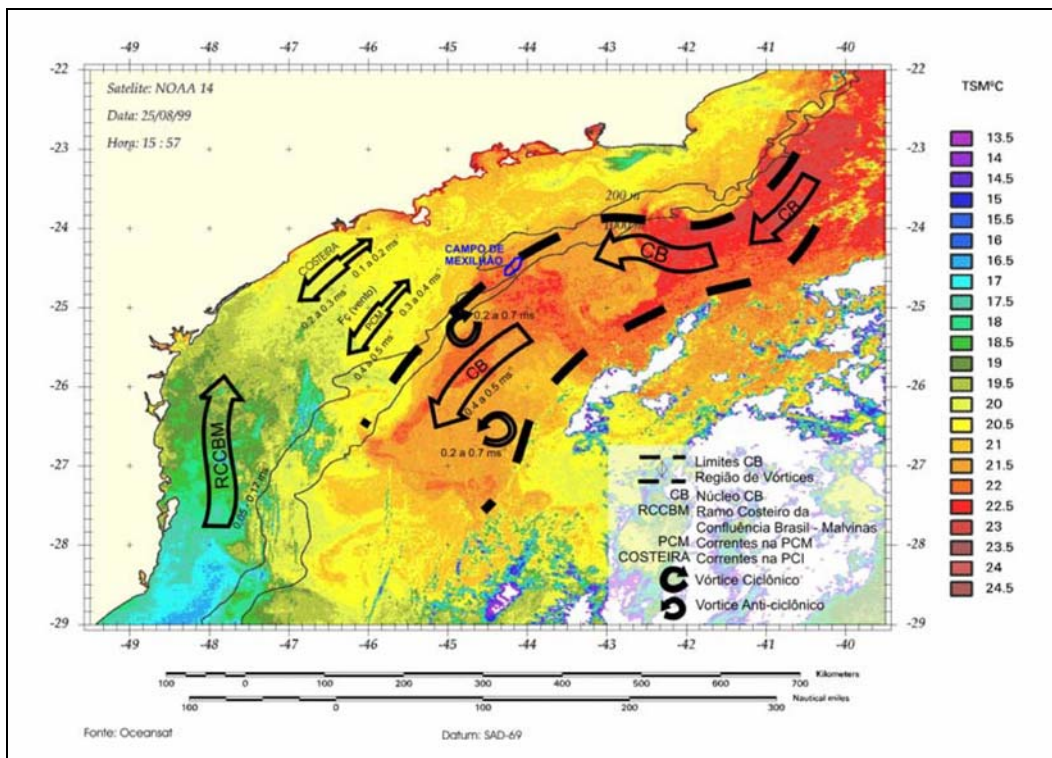 -49 -48 -47 -46 -45 -44 -43 -42 -41 -40
-22 -22
Satelite: NOAA 14
Data: 25/08/99
Hora: 15 : 57
TSMºC
-23 -23
-24 -24
-25 -25
-26 -26
-27 -27
-28 -28
-29 -29
13.5
14
14.5
15
15.5
16
16.5
17
17.5
18
18.5
19
19.5
20
20.5
21
21.5
22
22.5
23
23.5
24
24.5
200 m
CB
CB
CAMPO DE
MEXILHÃO
COSTEIRA
0.1 a 0.2 ms⁻
0.2 a 0.3 ms⁻
Fç (vento)
PCM
0.3 a 0.4 ms⁻
0.4 a 0.5 ms⁻
0.2 a 0.7 ms⁻
CB
0.4 a 0.5 ms⁻
0.2 a 0.7 ms⁻
RCCBM
Limites CB
Região de Vórtices
CB Núcleo CB
RCCBM Ramo Costeiro da
Confluência Brasil - Malvinas
PCM Correntes na PCM
COSTEIRA Correntes na PCI
Vórtice Ciclônico
Vortice Anti-ciclônico
-49 -48 -47 -46 -45 -44 -43 -42 -41 -40
100 0 100 200 300 400 500 600 700 Kilometers
100 0 100 200 300 Nautical miles
Fonte: Oceansat Datum: SAD-69